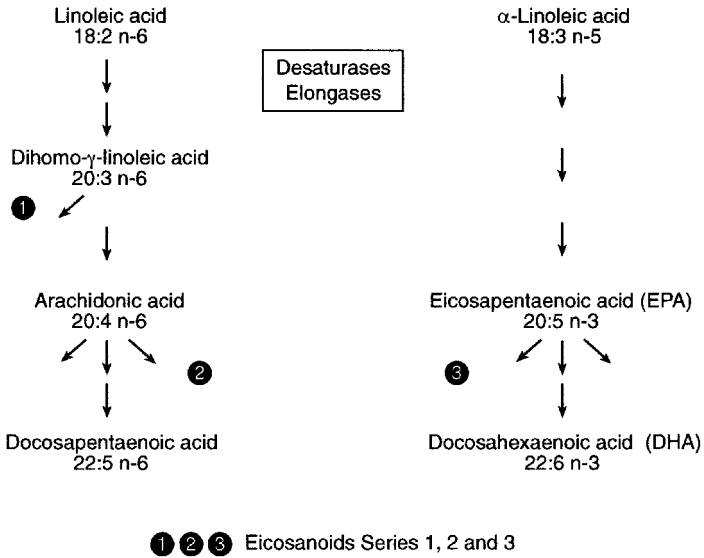 Linoleic acid
18:2 n-6
α-Linoleic acid
18:3 n-5
Desaturases
Elongases
Dihomo-γ-linoleic acid
20:3 n-6
1
Arachidonic acid
20:4 n-6
Eicosapentaenoic acid (EPA)
20:5 n-3
2
3
Docosapentaenoic acid
22:5 n-6
Docosahexaenoic acid (DHA)
22:6 n-3
1 2 3 Eicosanoids Series 1, 2 and 3